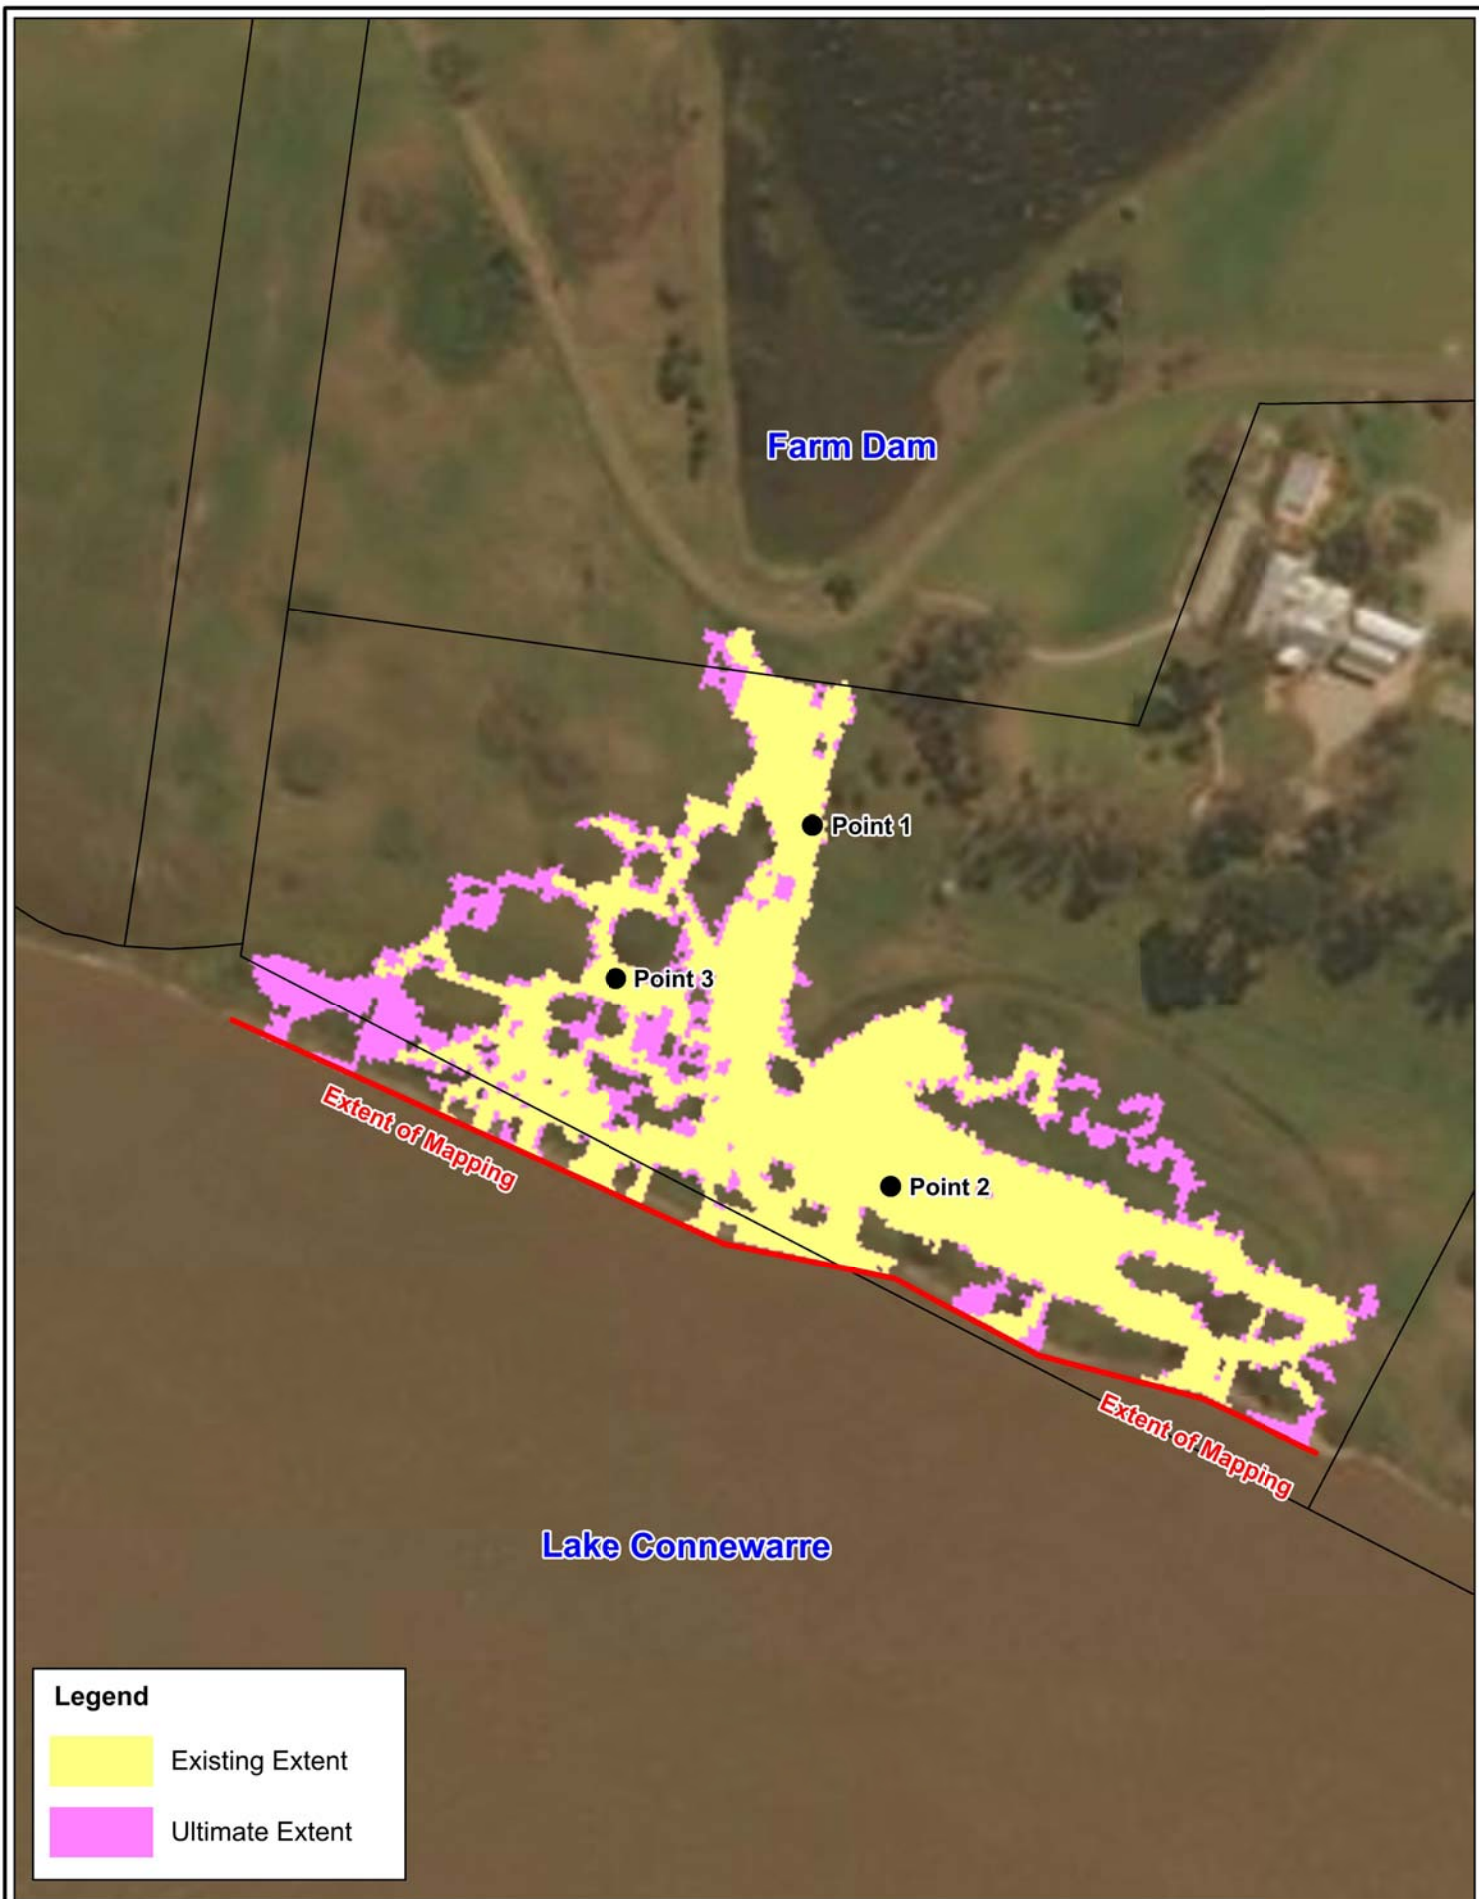 Farm Dam
Point 1
Point 3
Extent of Mapping
Point 2
Extent of Mapping
Lake Connewarre
Legend
Existing Extent
Ultimate Extent